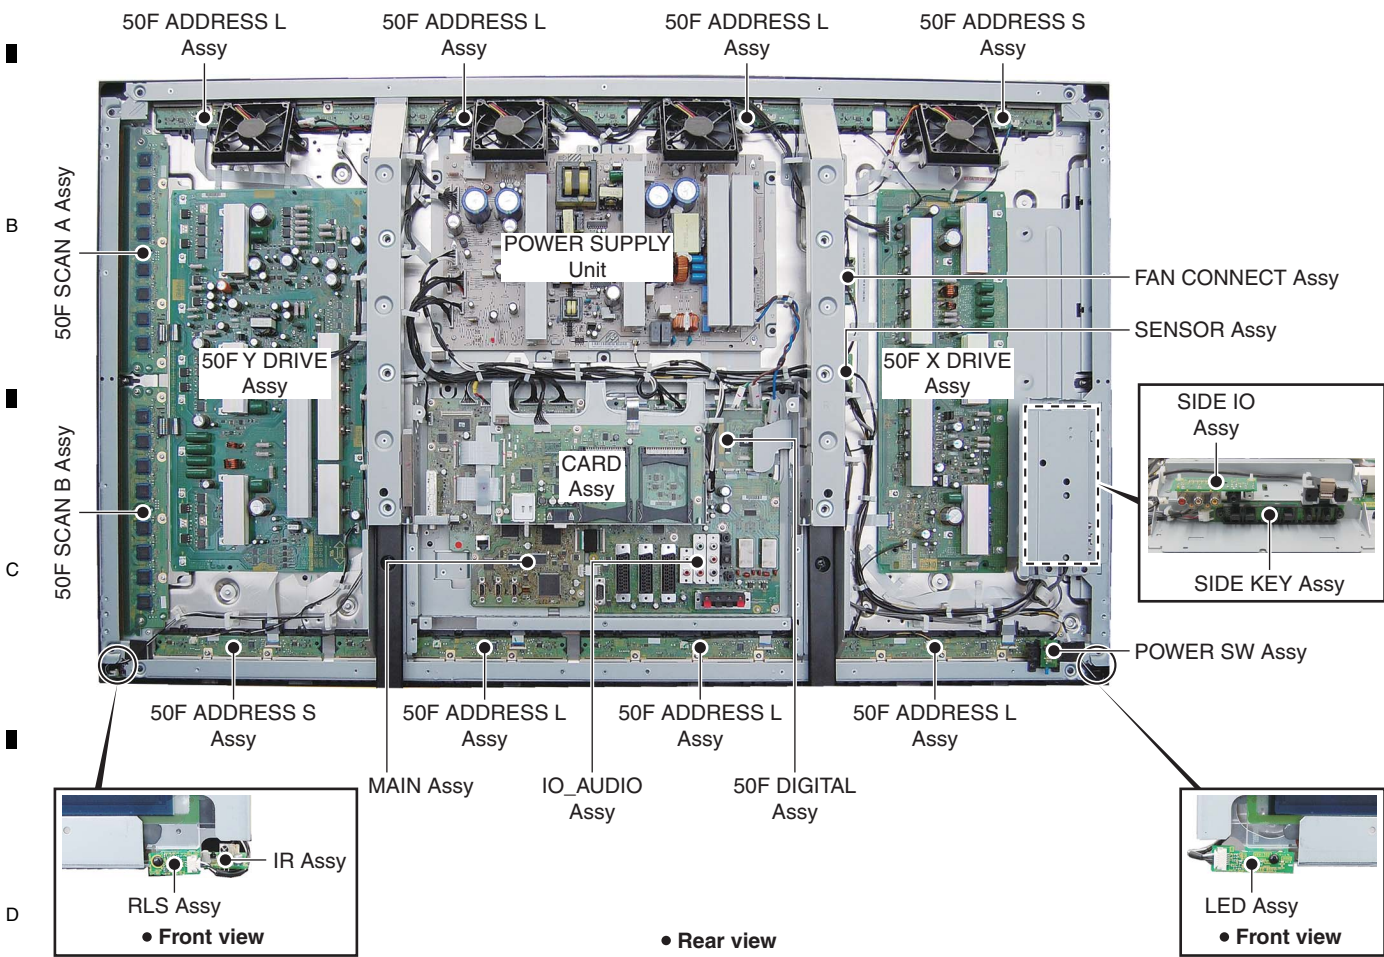 50F ADDRESS L
Assy
50F ADDRESS L
Assy
50F ADDRESS L
Assy
50F ADDRESS S
Assy
B
50F SCAN A Assy
POWER SUPPLY
Unit
FAN CONNECT Assy
SENSOR Assy
50F Y DRIVE
Assy
50F X DRIVE
Assy
SIDE IO
Assy
CARD
Assy
50F SCAN B Assy
C
SIDE KEY Assy
POWER SW Assy
50F ADDRESS S
Assy
50F ADDRESS L
Assy
50F ADDRESS L
Assy
50F ADDRESS L
Assy
MAIN Assy
IO_AUDIO
Assy
50F DIGITAL
Assy
IR Assy
RLS Assy
● Front view
LED Assy
● Front view
D
● Rear view